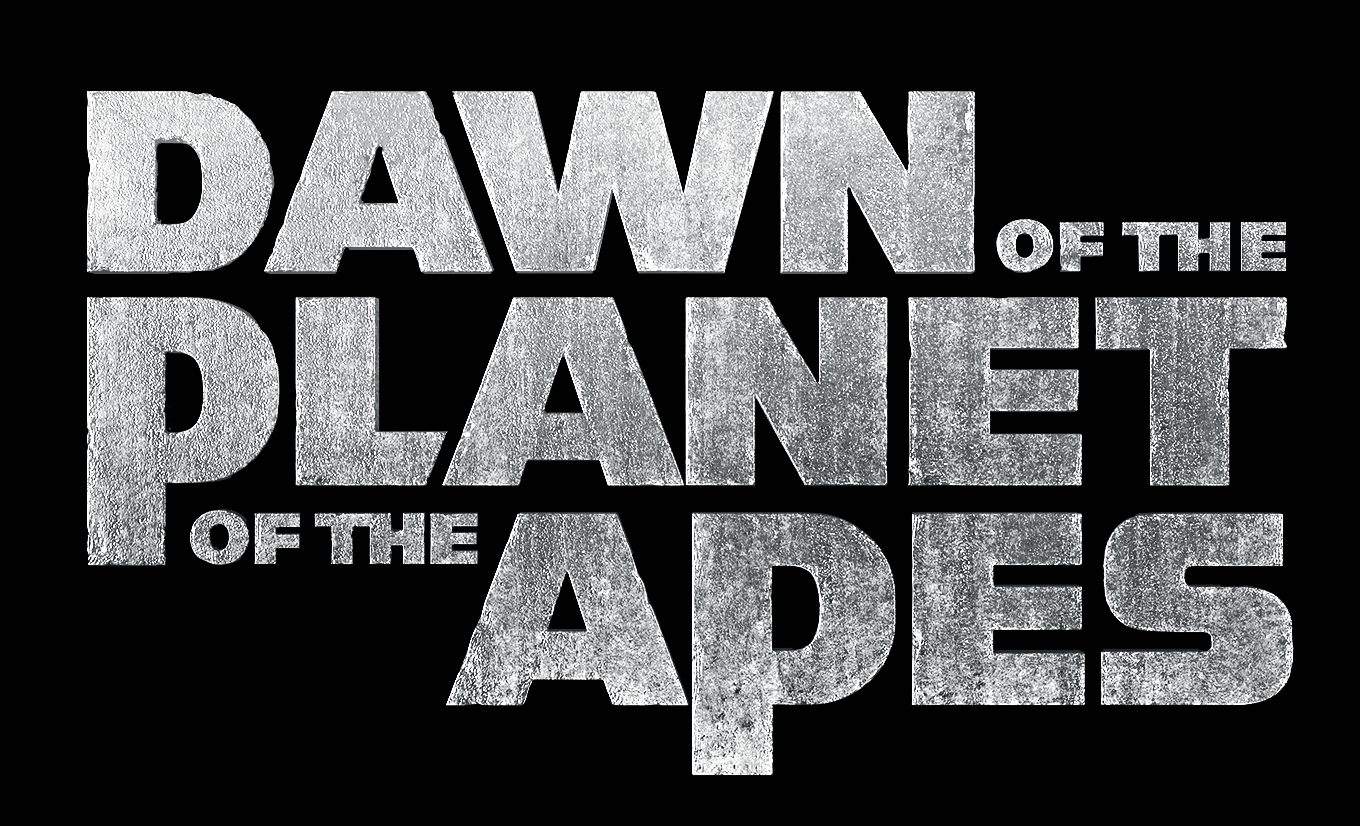 DAWN OF THE
PLANET
OF THE APES